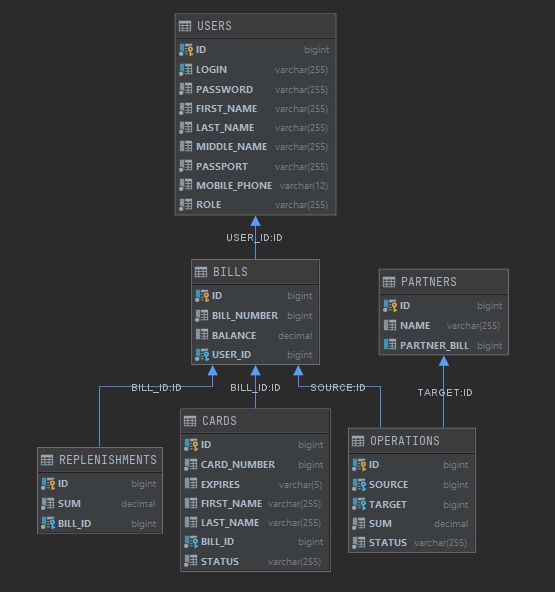 USERS
ID bigint
LOGIN varchar(255)
PASSWORD varchar(255)
FIRST_NAME varchar(255)
LAST_NAME varchar(255)
MIDDLE_NAME varchar(255)
PASSPORT varchar(255)
MOBILE_PHONE varchar(12)
ROLE varchar(255)
USER_ID:ID
BILLS
ID bigint
BILL_NUMBER bigint
BALANCE decimal
USER_ID bigint
PARTNERS
ID bigint
NAME varchar(255)
PARTNER_BILL bigint
BILL_ID:ID
BILL_ID:ID
SOURCE:ID
TARGET:ID
REPLENISHMENTS
ID bigint
SUM decimal
BILL_ID bigint
CARDS
ID bigint
CARD_NUMBER bigint
EXPIRES varchar(5)
FIRST_NAME varchar(255)
LAST_NAME varchar(255)
BILL_ID bigint
STATUS varchar(255)
OPERATIONS
ID bigint
SOURCE bigint
TARGET bigint
SUM decimal
STATUS varchar(255)